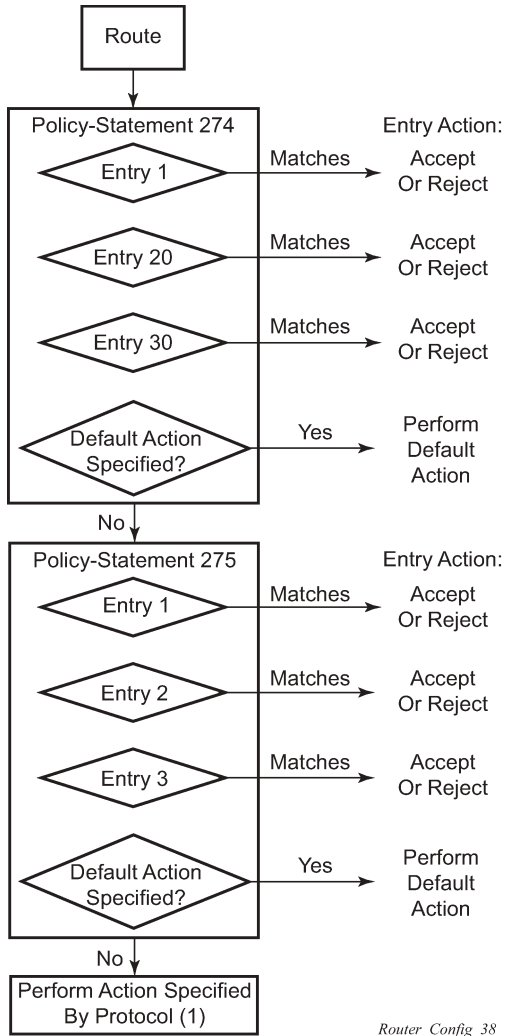 Route
Policy-Statement 274
Entry Action:
Entry 1
Matches
Accept
Or Reject
Entry 20
Matches
Accept
Or Reject
Entry 30
Matches
Accept
Or Reject
Default Action
Specified?
Yes
Perform
Default
Action
No
Policy-Statement 275
Entry Action:
Entry 1
Matches
Accept
Or Reject
Entry 2
Matches
Accept
Or Reject
Entry 3
Matches
Accept
Or Reject
Default Action
Specified?
Yes
Perform
Default
Action
No
Perform Action Specified
By Protocol (1)
Router_Config_38